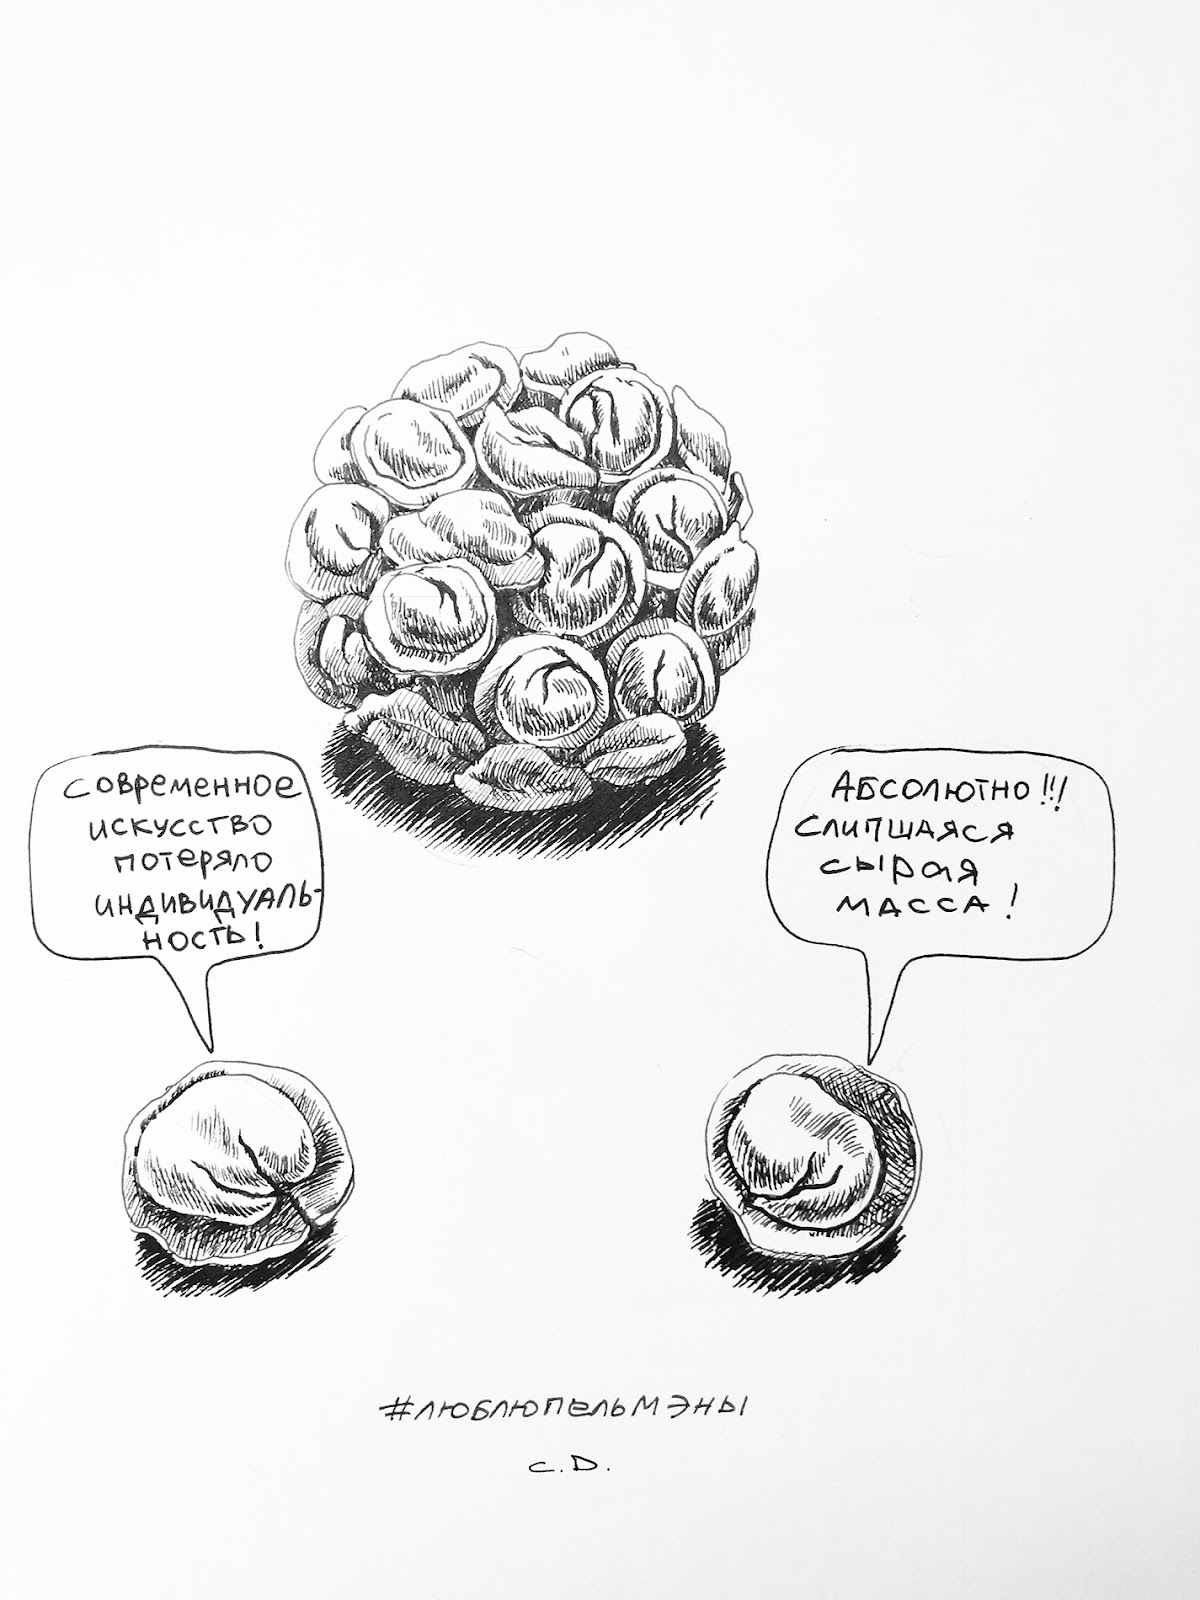 Современное
искусство
потеряло
индивидуаль-
ность!
Абсолютно!!!
Слипшаяся
сырая
масса!
#люблюпельмэны
C.D.